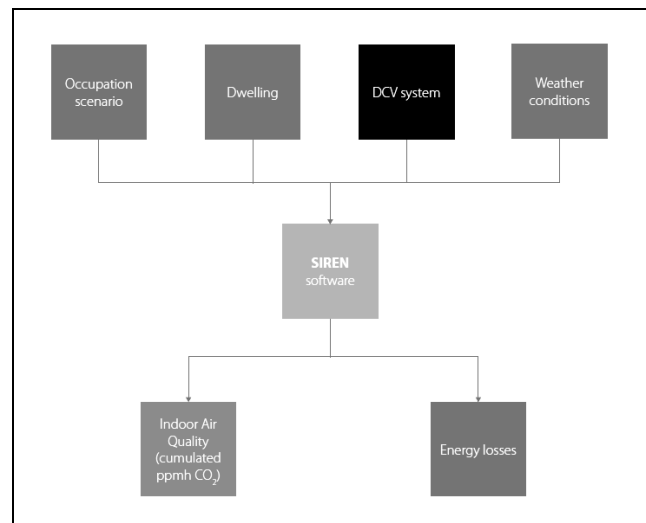 Occupation
scenario
Dwelling
DCV system
Weather
conditions
SIREN
software
Indoor Air
Quality
(cumulated
ppmh CO₂)
Energy losses